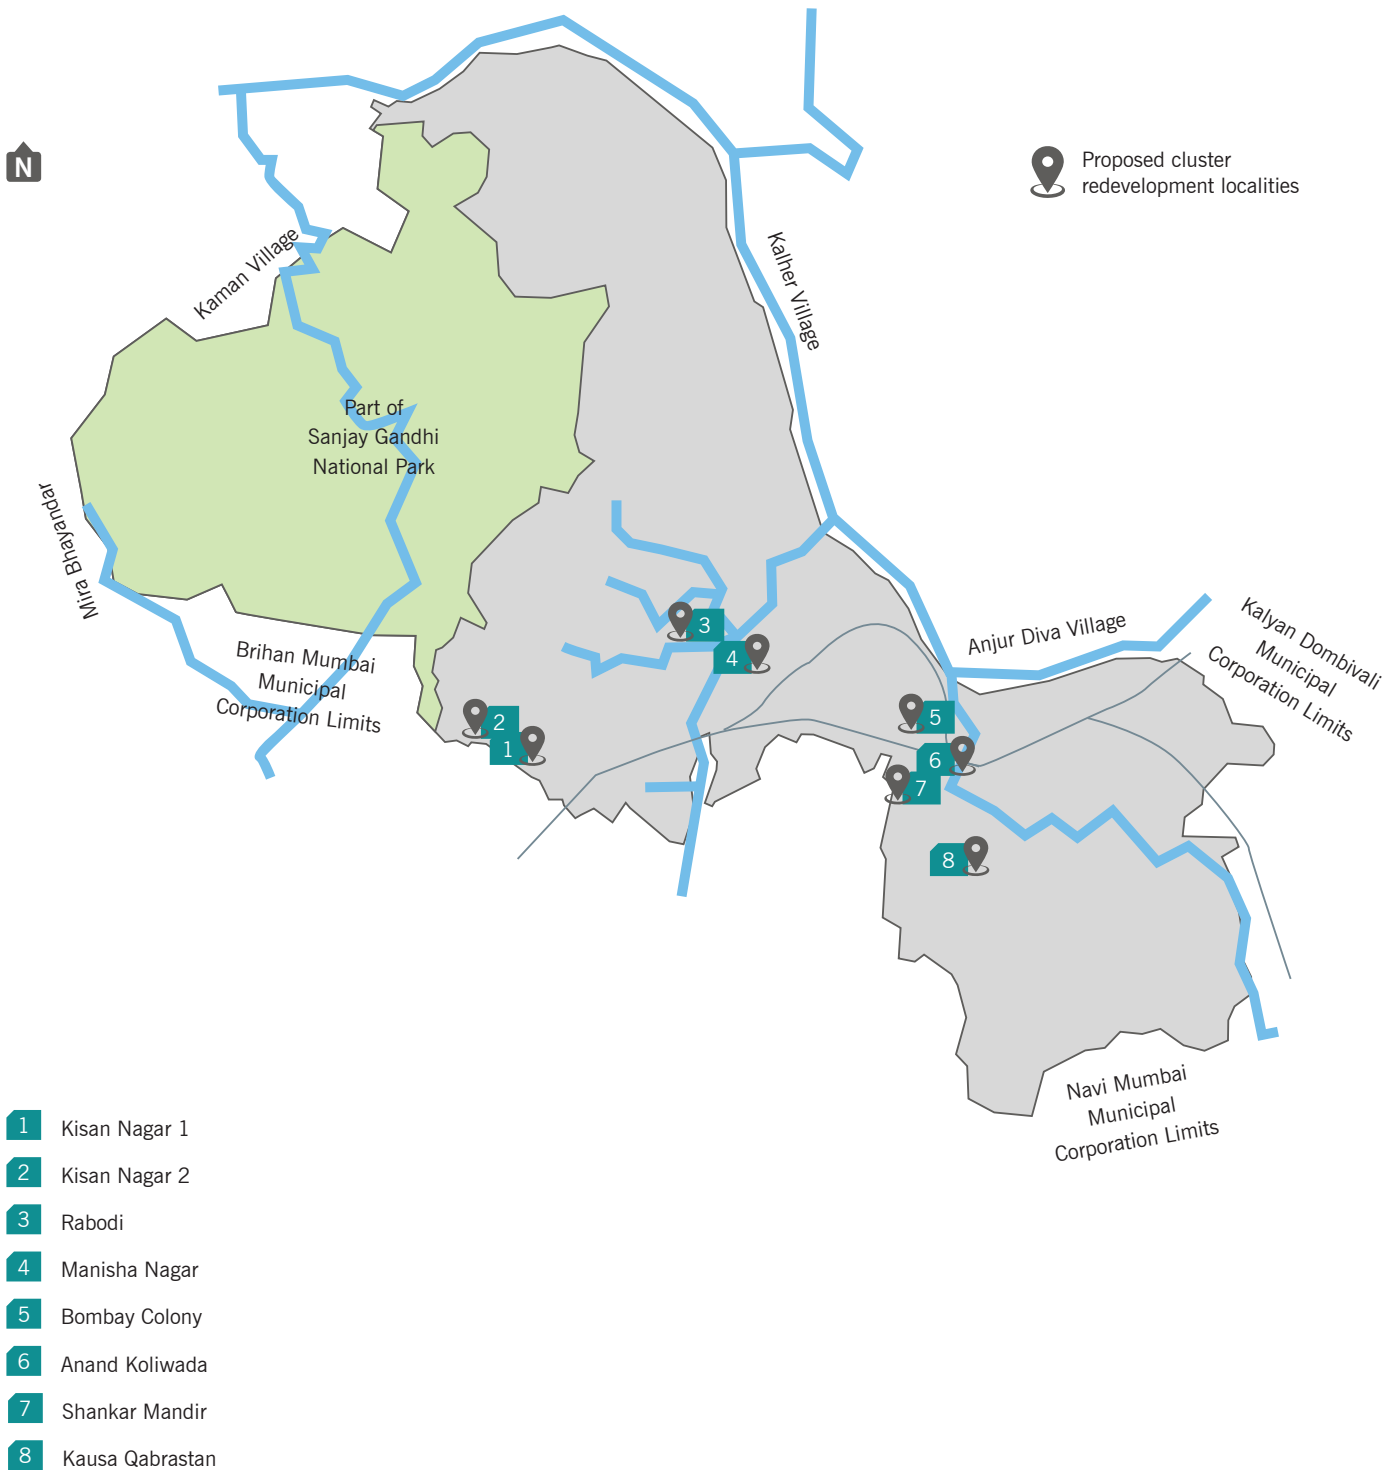 N
Proposed cluster
redevelopment localities
Kaman Village
Kalher Village
Part of
Sanjay Gandhi
National Park
Mira Bhayandar
Brihan Mumbai
Municipal
Corporation Limits
Anjur Diva Village
Kalyan Dombivali
Municipal
Corporation Limits
3
4
2
1
5
6
7
8
Navi Mumbai
Municipal
Corporation Limits
1 Kisan Nagar 1
2 Kisan Nagar 2
3 Rabodi
4 Manisha Nagar
5 Bombay Colony
6 Anand Koliwada
7 Shankar Mandir
8 Kausa Qabrastan